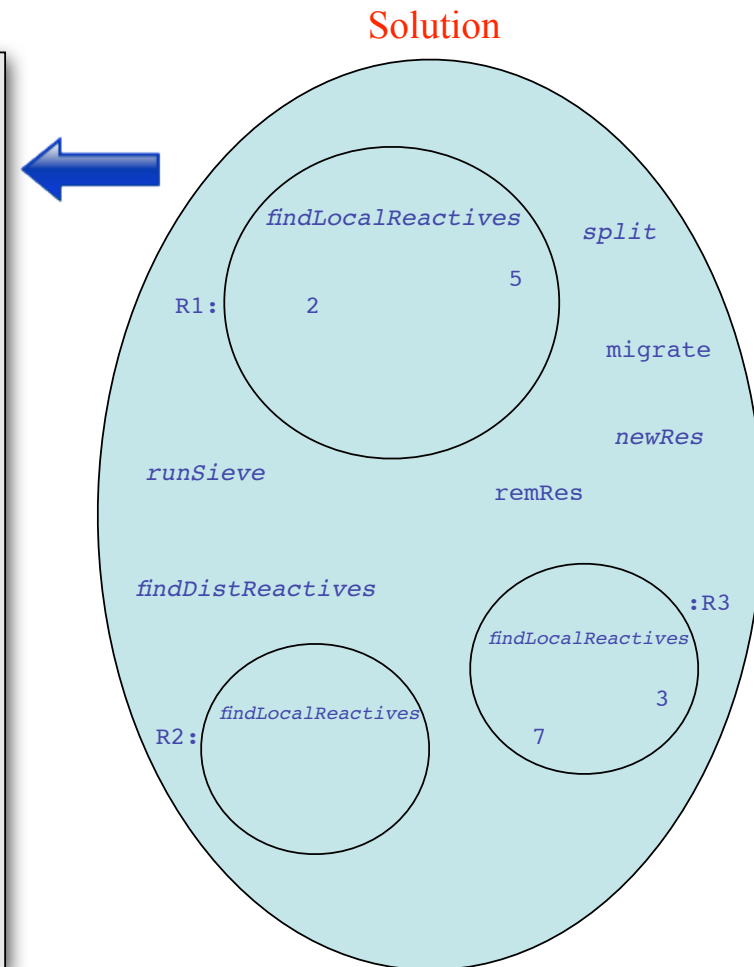 Solution
findLocalReactives
split
5
R1:
2
migrate
newRes
runSieve
remRes
findDistReactives
:R3
findLocalReactives
3
findLocalReactives
R2:
7